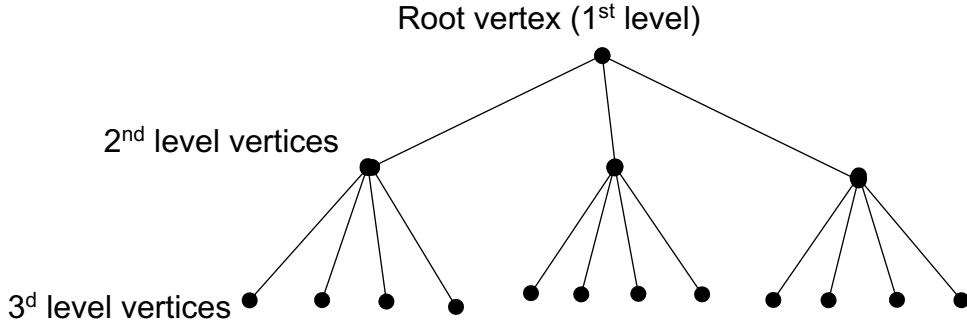 Root vertex (1st level)
2nd level vertices
3d level vertices